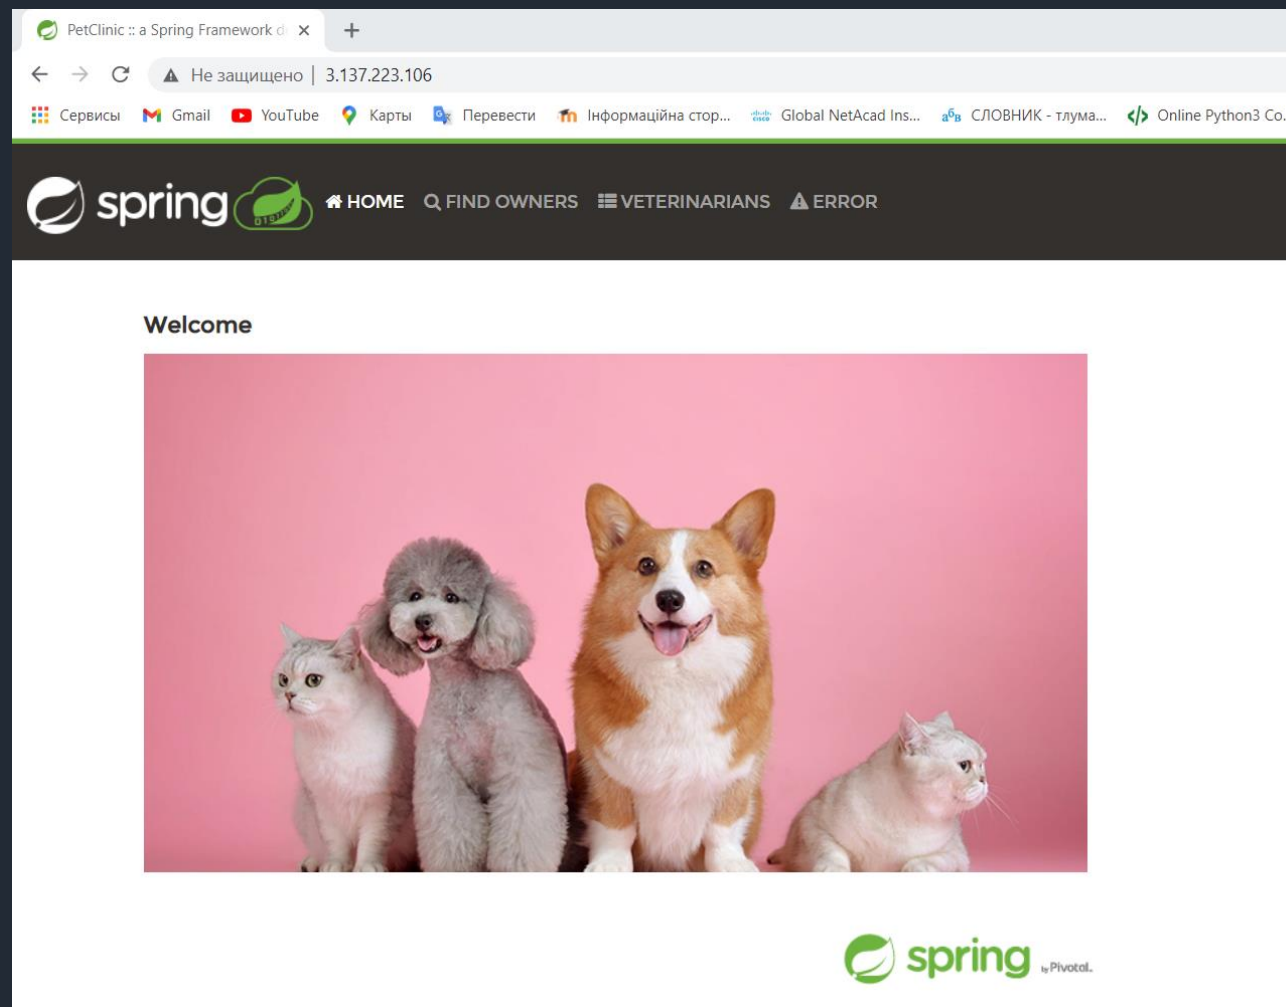 PetClinic :: a Spring Framework d
Не защищено | 3.137.223.106
Сервисы Gmail YouTube Карты Перевести Інформаційна стор... Global NetAcad Ins... СЛОВНИК - тлума... Online Python3 Co.
spring HOME FIND OWNERS VETERINARIANS ERROR
Welcome
spring by Pivotal.